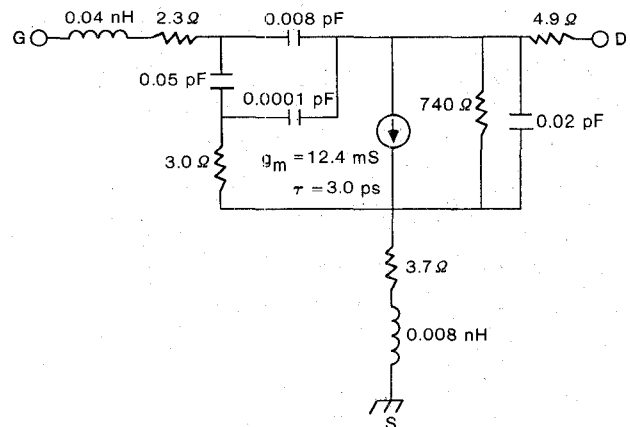 0.04 nH
2.3 Ω
0.008 pF
4.9 Ω
G
D
0.05 pF
0.0001 pF
740 Ω
0.02 pF
3.0 Ω
gm = 12.4 mS
τ = 3.0 ps
3.7 Ω
0.008 nH
S